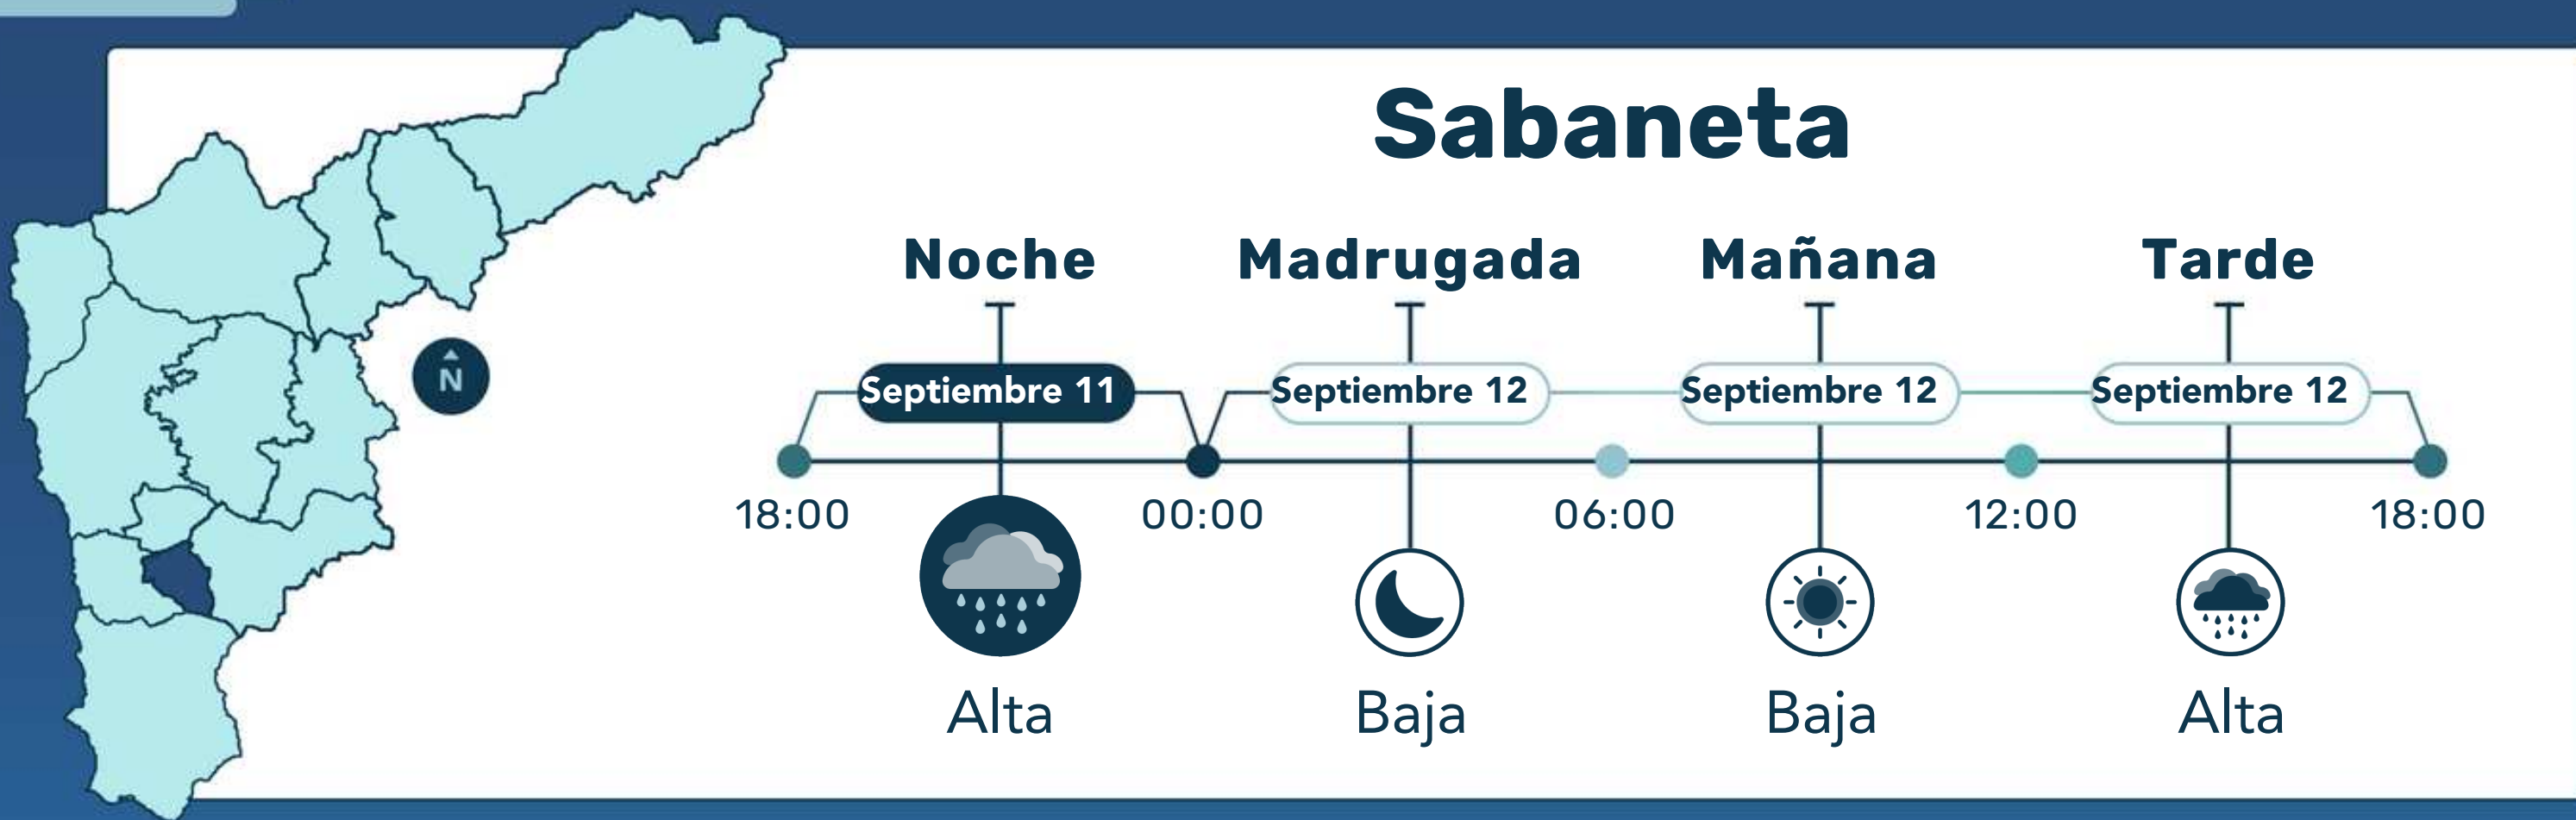 Sabaneta
Noche Madrugada Mañana Tarde
N
Septiembre 11 Septiembre 12 Septiembre 12 Septiembre 12
18:00 00:00 06:00 12:00 18:00
Alta Baja Baja Alta